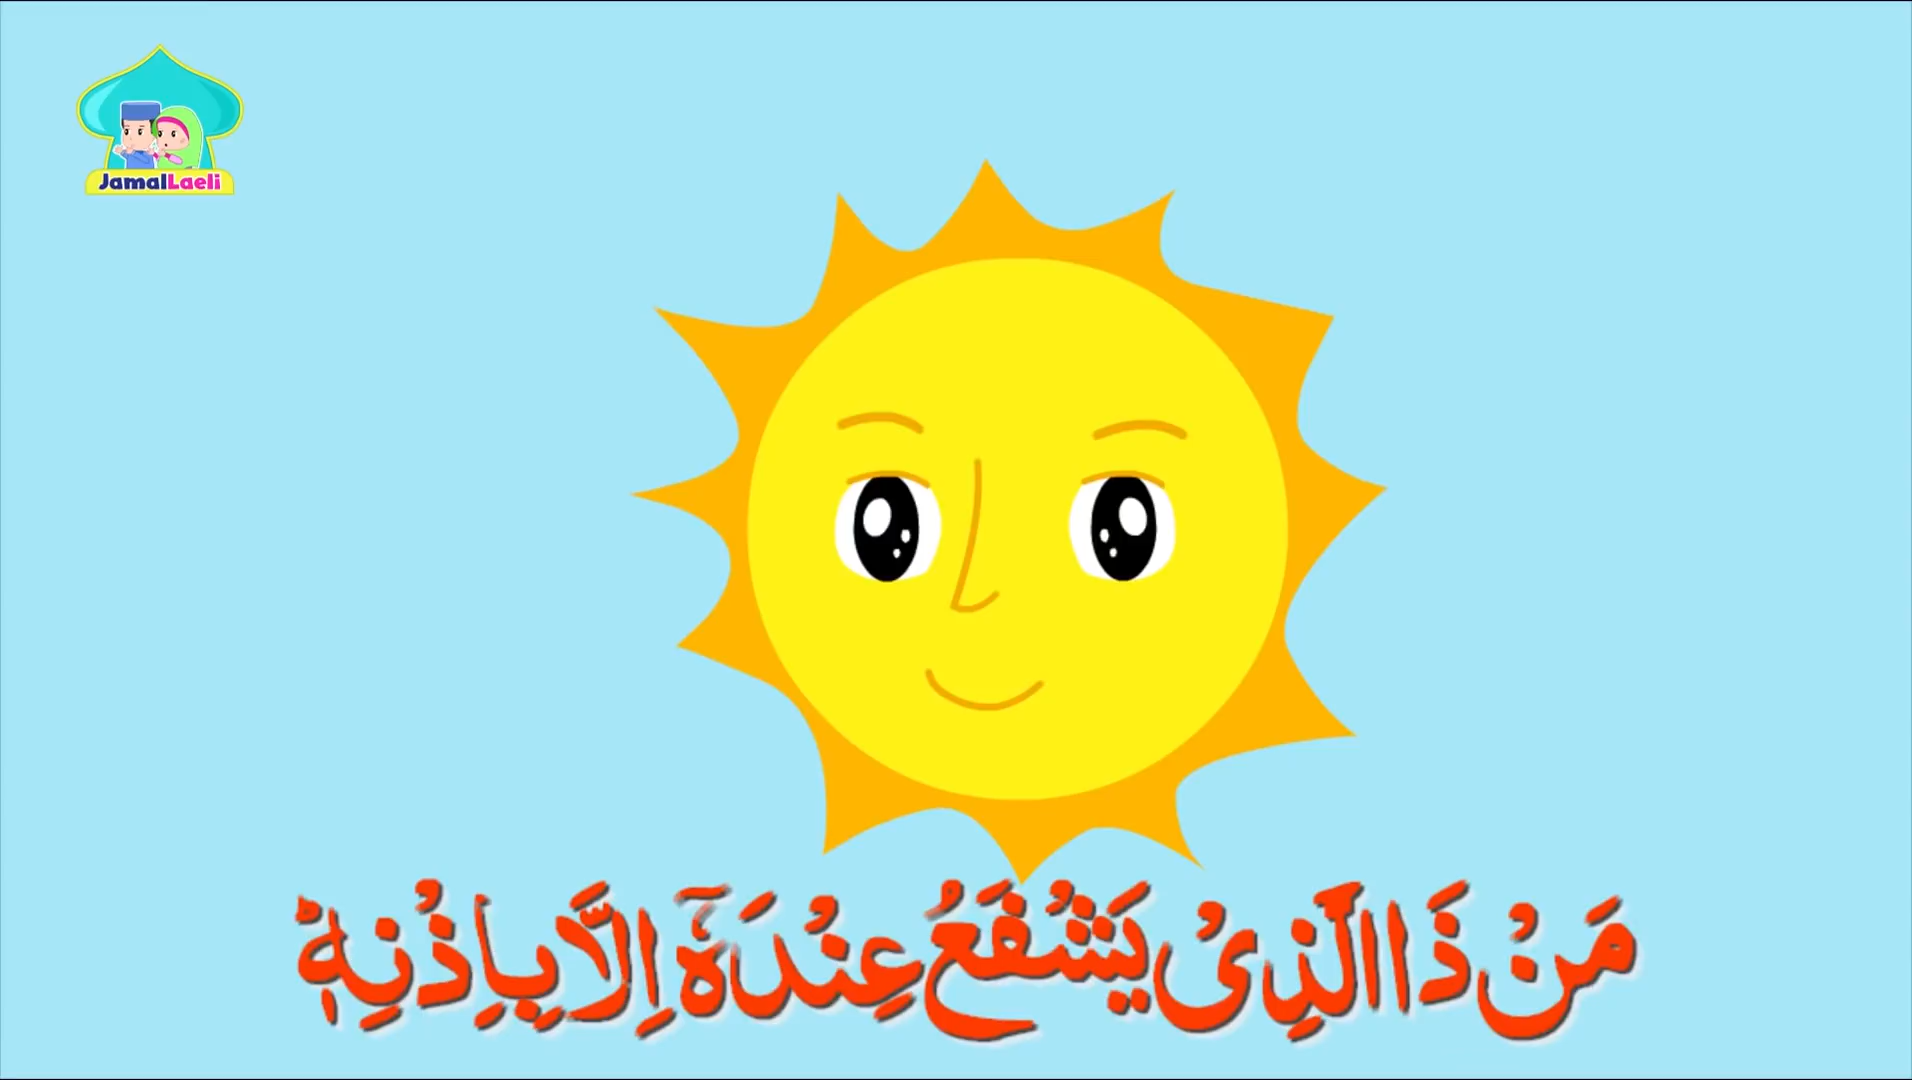 JamalLaeli
مَنْ ذَا الَّذِيْ يَشْفَعُ عِنْدَهٗٓ اِلَّا بِاِذْنِهٖۗ